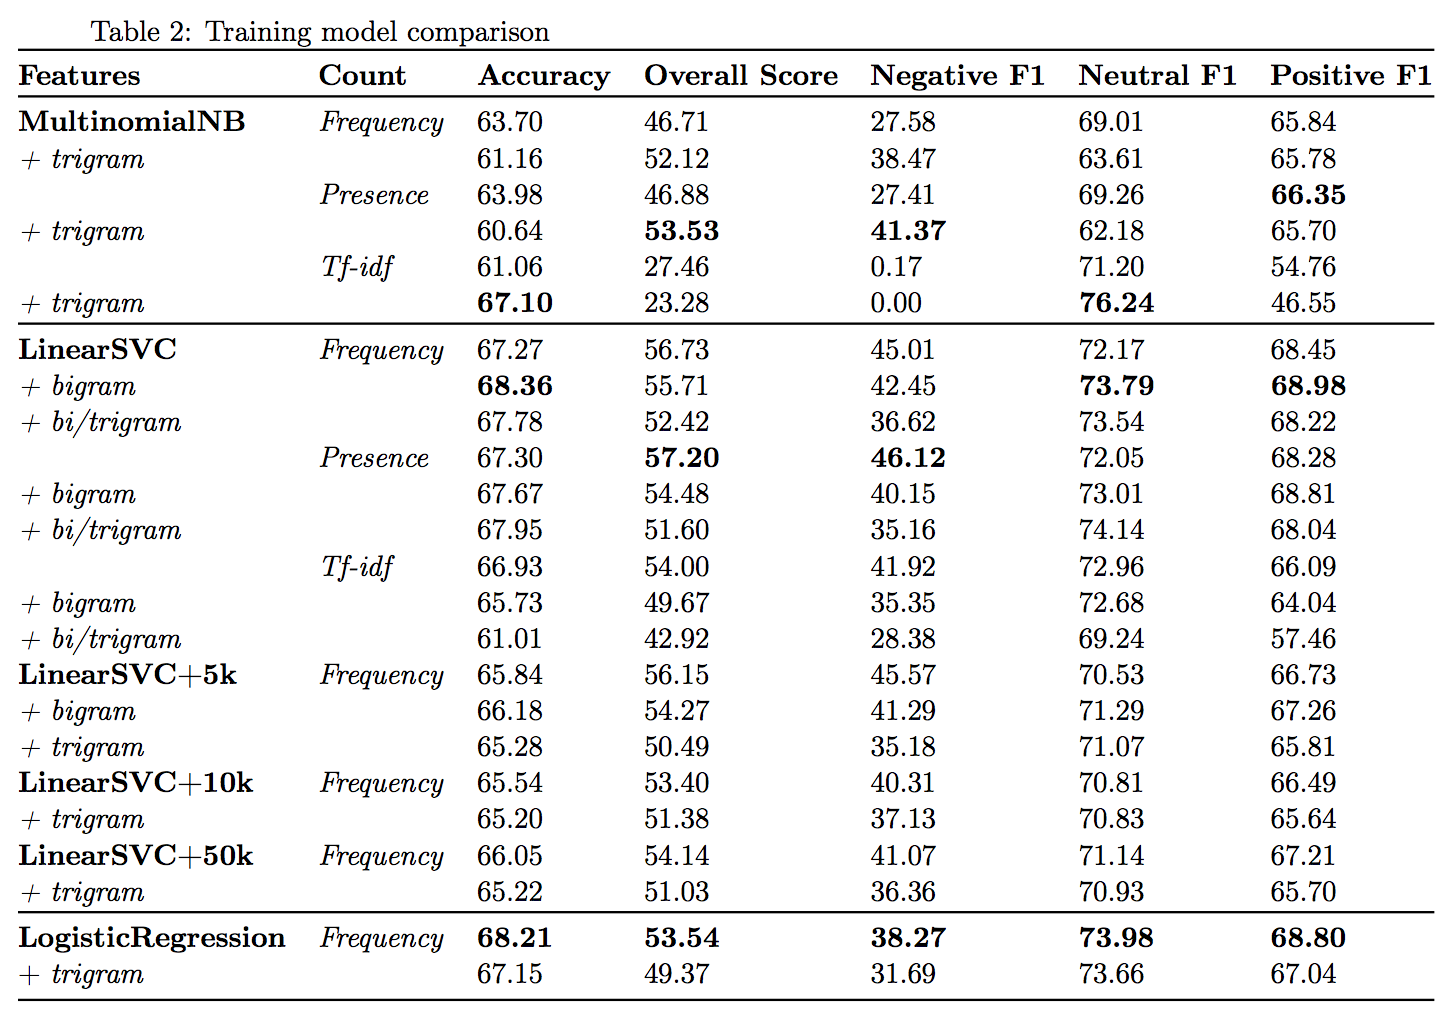 Table 2: Training model comparison
Features Count Accuracy Overall Score Negative F1 Neutral F1 Positive F1
MultinomialNB Frequency 63.70 46.71 27.58 69.01 65.84
+ trigram 61.16 52.12 38.47 63.61 65.78
Presence 63.98 46.88 27.41 69.26 66.35
+ trigram 60.64 53.53 41.37 62.18 65.70
Tf-idf 61.06 27.46 0.17 71.20 54.76
+ trigram 67.10 23.28 0.00 76.24 46.55
LinearSVC Frequency 67.27 56.73 45.01 72.17 68.45
+ bigram 68.36 55.71 42.45 73.79 68.98
+ bi/trigram 67.78 52.42 36.62 73.54 68.22
Presence 67.30 57.20 46.12 72.05 68.28
+ bigram 67.67 54.48 40.15 73.01 68.81
+ bi/trigram 67.95 51.60 35.16 74.14 68.04
Tf-idf 66.93 54.00 41.92 72.96 66.09
+ bigram 65.73 49.67 35.35 72.68 64.04
+ bi/trigram 61.01 42.92 28.38 69.24 57.46
LinearSVC+5k Frequency 65.84 56.15 45.57 70.53 66.73
+ bigram 66.18 54.27 41.29 71.29 67.26
+ trigram 65.28 50.49 35.18 71.07 65.81
LinearSVC+10k Frequency 65.54 53.40 40.31 70.81 66.49
+ trigram 65.20 51.38 37.13 70.83 65.64
LinearSVC+50k Frequency 66.05 54.14 41.07 71.14 67.21
+ trigram 65.22 51.03 36.36 70.93 65.70
LogisticRegression Frequency 68.21 53.54 38.27 73.98 68.80
+ trigram 67.15 49.37 31.69 73.66 67.04